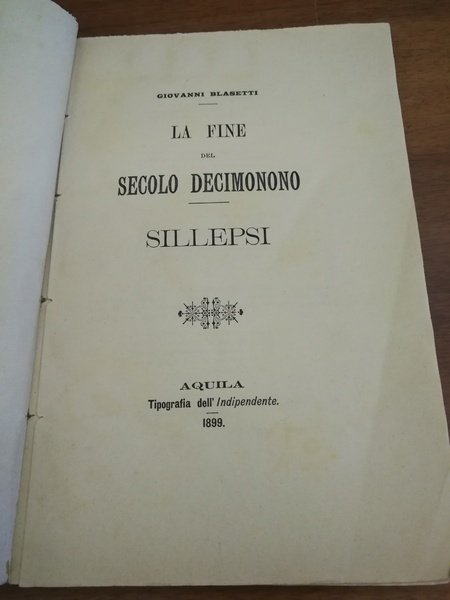 GIOVANNI BLASETTI
LA FINE
DEL
SECOLO DECIMONONO
SILLEPSI
AQUILA
Tipografia dell' Indipendente.
1899.